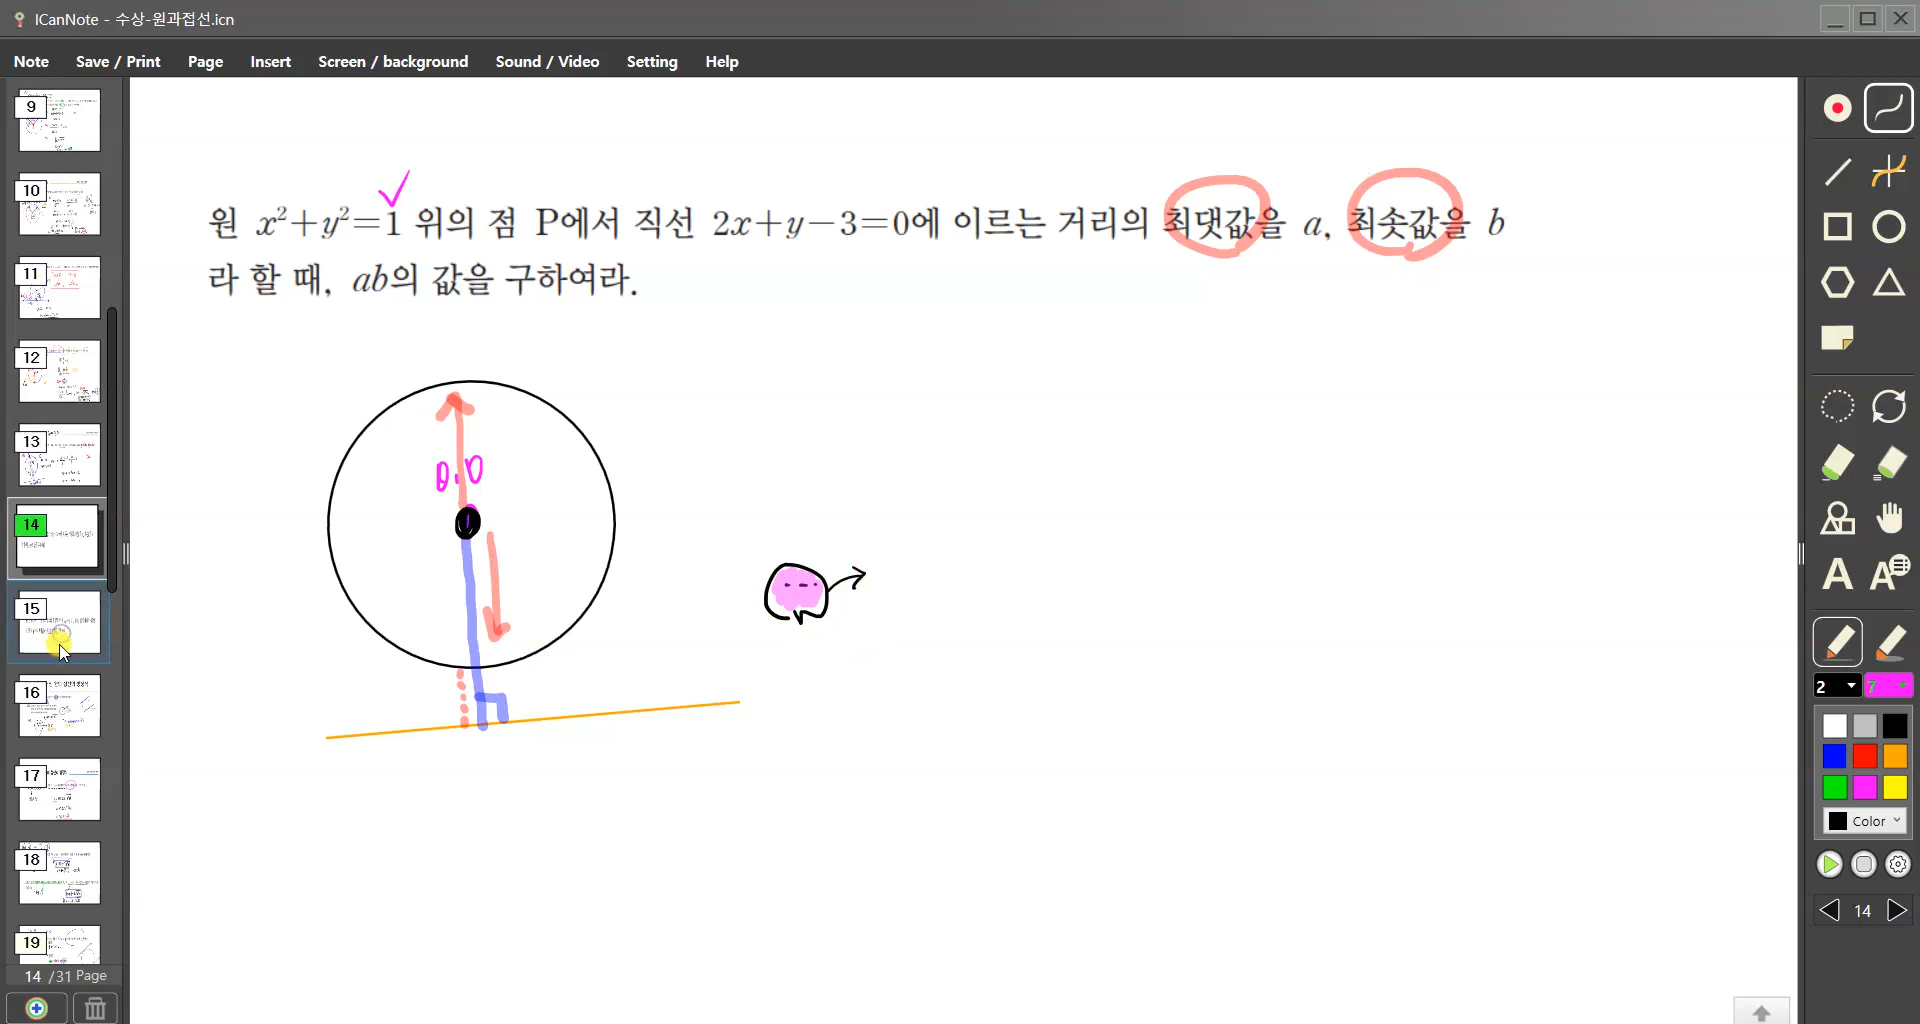 ICanNote - 수상-원과접선.icn
Note Save / Print Page Insert Screen / background Sound / Video Setting Help
원 x²+y²=1 위의 점 P에서 직선 2x+y−3=0에 이르는 거리의 최댓값을 a, 최솟값을 b
라 할 때, ab의 값을 구하여라.
0.0
9
10
11
12
13
14
15
16
17
18
19
14 /31 Page
2 7
Color
14